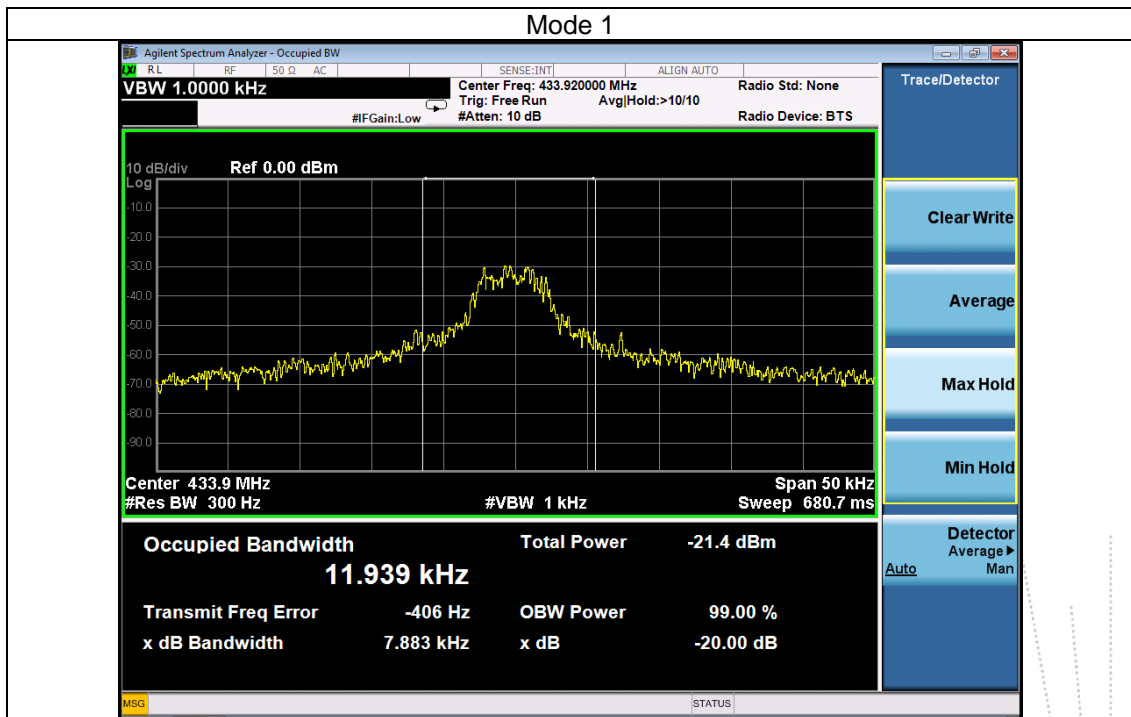 Mode 1
Agilent Spectrum Analyzer - Occupied BW
LXI RL RF 50 Ω AC SENSE:INT ALIGN AUTO
VBW 1.0000 kHz
Center Freq: 433.920000 MHz Radio Std: None
Trig: Free Run Avg|Hold:>10/10
#IFGain:Low #Atten: 10 dB Radio Device: BTS
10 dB/div Ref 0.00 dBm
Log
-10.0
-20.0
-30.0
-40.0
-50.0
-60.0
-70.0
-80.0
-90.0
Center 433.9 MHz Span 50 kHz
#Res BW 300 Hz #VBW 1 kHz Sweep 680.7 ms
Occupied Bandwidth Total Power -21.4 dBm
11.939 kHz
Transmit Freq Error -406 Hz OBW Power 99.00 %
x dB Bandwidth 7.883 kHz x dB -20.00 dB
MSG STATUS
Trace/Detector
Clear Write
Average
Max Hold
Min Hold
Detector
Average
Auto Man